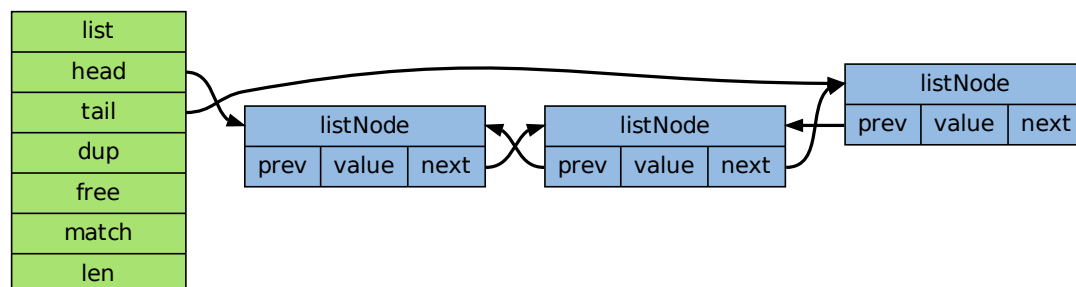 list
head
tail
dup
free
match
len
listNode
prev value next
listNode
prev value next
listNode
prev value next